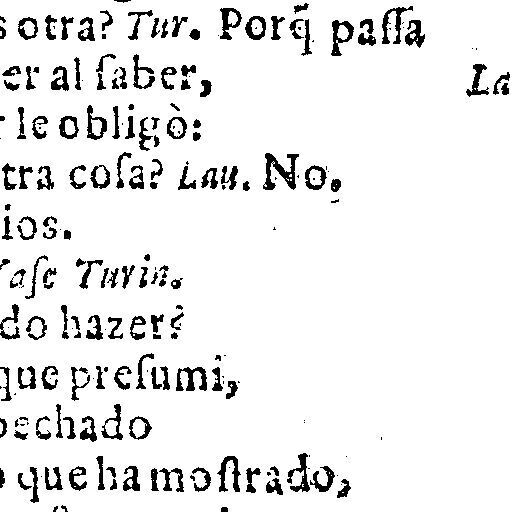 s otra? Tur. Porq̃ paſſa
er al ſaber,
La
r le obligò:
tra coſa? Lau. No.
ios.
Vaſe Turin.
do hazer?
que preſumi,
pechado
o que ha moſtrado,